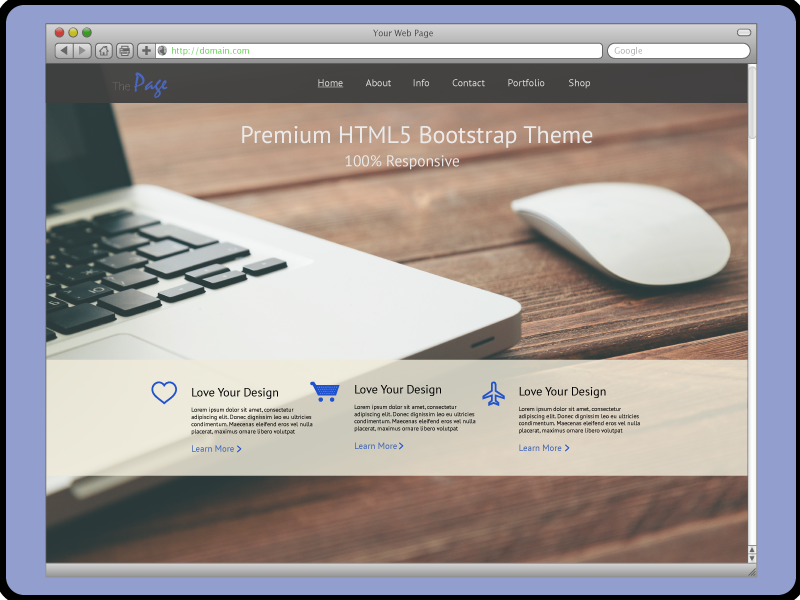 Your Web Page
http://domain.com
Google
The Page
Home About Info Contact Portfolio Shop
Premium HTML5 Bootstrap Theme
100% Responsive
Love Your Design
Lorem ipsum dolor sit amet, consectetur
adipiscing elit. Donec dignissim leo eu ultricies
condimentum. Maecenas eleifend eros vel nulla
placerat, maximus ornare libero volutpat
Learn More
Love Your Design
Lorem ipsum dolor sit amet, consectetur
adipiscing elit. Donec dignissim leo eu ultricies
condimentum. Maecenas eleifend eros vel nulla
placerat, maximus ornare libero volutpat
Learn More
Love Your Design
Lorem ipsum dolor sit amet, consectetur
adipiscing elit. Donec dignissim leo eu ultricies
condimentum. Maecenas eleifend eros vel nulla
placerat, maximus ornare libero volutpat
Learn More